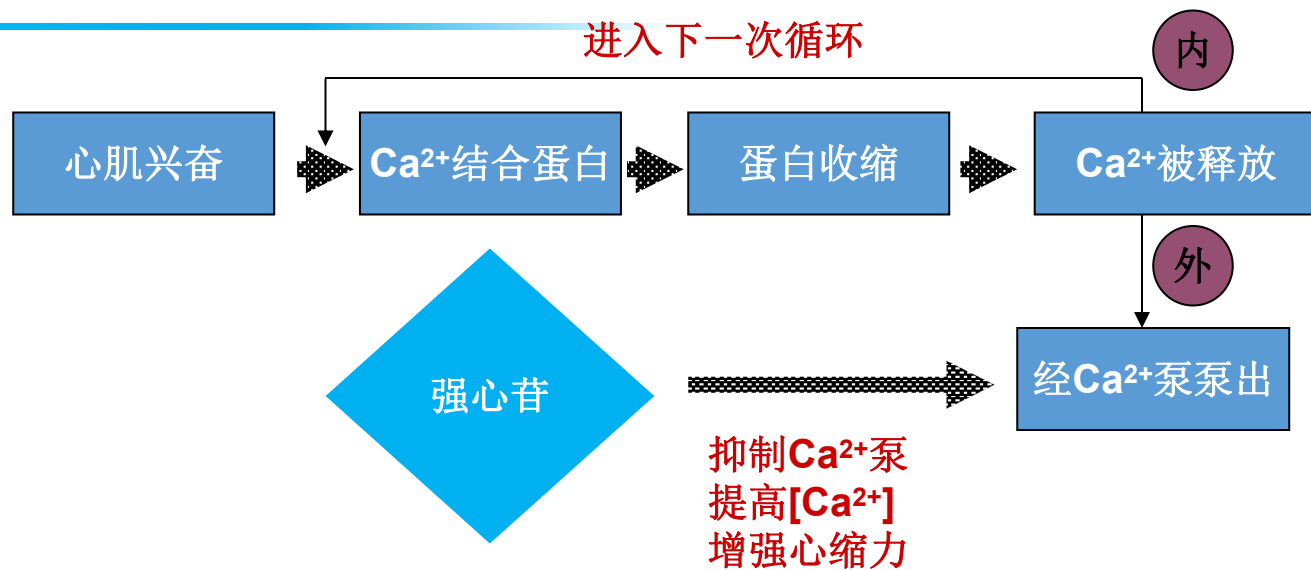 进入下一次循环
内
心肌兴奋
Ca²⁺结合蛋白
蛋白收缩
Ca²⁺被释放
外
强心苷
经Ca²⁺泵泵出
抑制Ca²⁺泵
提高[Ca²⁺]
增强心缩力